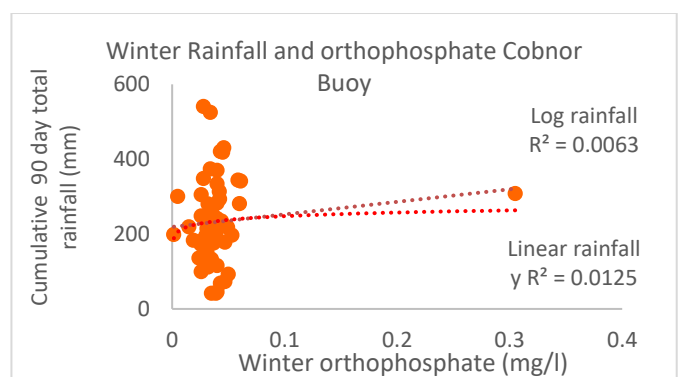 Winter Rainfall and orthophosphate Cobnor
Buoy
Cumulative 90 day total
rainfall (mm)
600
400
200
0
Log rainfall
R² = 0.0063
Linear rainfall
y R² = 0.0125
0 0.1 0.2 0.3 0.4
Winter orthophosphate (mg/l)